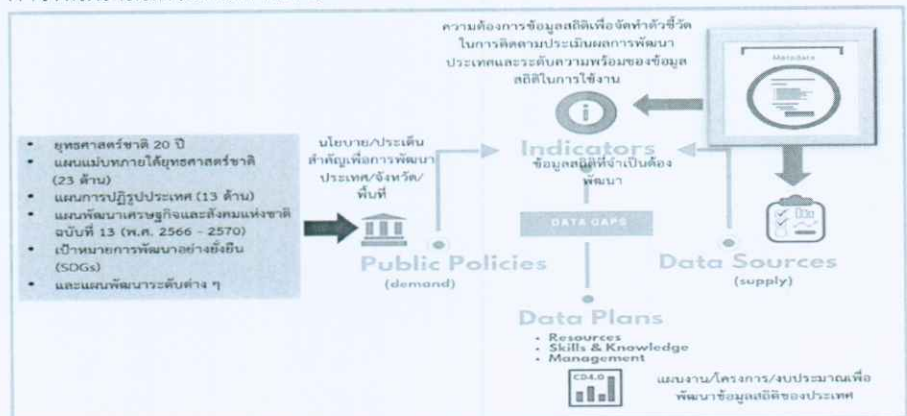 ความต้องการข้อมูลสถิติเพื่อจัดทำตัวชี้วัด
ในการติดตามประเมินผลการพัฒนา
ประเทศและระดับความพร้อมของข้อมูล
สถิติในการใช้งาน
Metadata
• ยุทธศาสตร์ชาติ 20 ปี
• แผนแม่บทภายใต้ยุทธศาสตร์ชาติ
(23 ด้าน)
• แผนการปฏิรูปประเทศ (13 ด้าน)
• แผนพัฒนาเศรษฐกิจและสังคมแห่งชาติ
ฉบับที่ 13 (พ.ศ. 2566 - 2570)
• เป้าหมายการพัฒนาอย่างยั่งยืน
(SDGs)
• และแผนพัฒนาระดับต่าง ๆ
นโยบาย/ประเด็น
สำคัญเพื่อการพัฒนา
ประเทศ/จังหวัด/
พื้นที่
Indicators
ข้อมูลสถิติที่จำเป็นต้อง
พัฒนา
DATA GAPS
Public Policies
(demand)
Data Sources
(supply)
Data Plans
• Resources
• Skills & Knowledge
• Management
CD4.0
แผนงาน/โครงการ/งบประมาณเพื่อ
พัฒนาข้อมูลสถิติของประเทศ